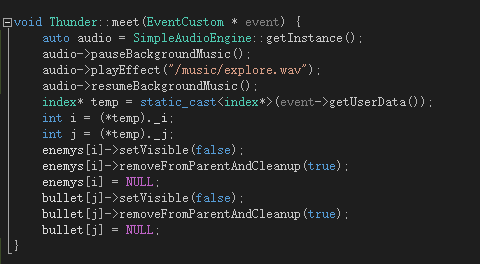 void Thunder::meet(EventCustom * event) {
auto audio = SimpleAudioEngine::getInstance();
audio->pauseBackgroundMusic();
audio->playEffect("/music/explore.wav");
audio->resumeBackgroundMusic();
index* temp = static_cast<index*>(event->getUserData());
int i = (*temp)._i;
int j = (*temp)._j;
enemys[i]->setVisible(false);
enemys[i]->removeFromParentAndCleanup(true);
enemys[i] = NULL;
bullet[j]->setVisible(false);
bullet[j]->removeFromParentAndCleanup(true);
bullet[j] = NULL;
}